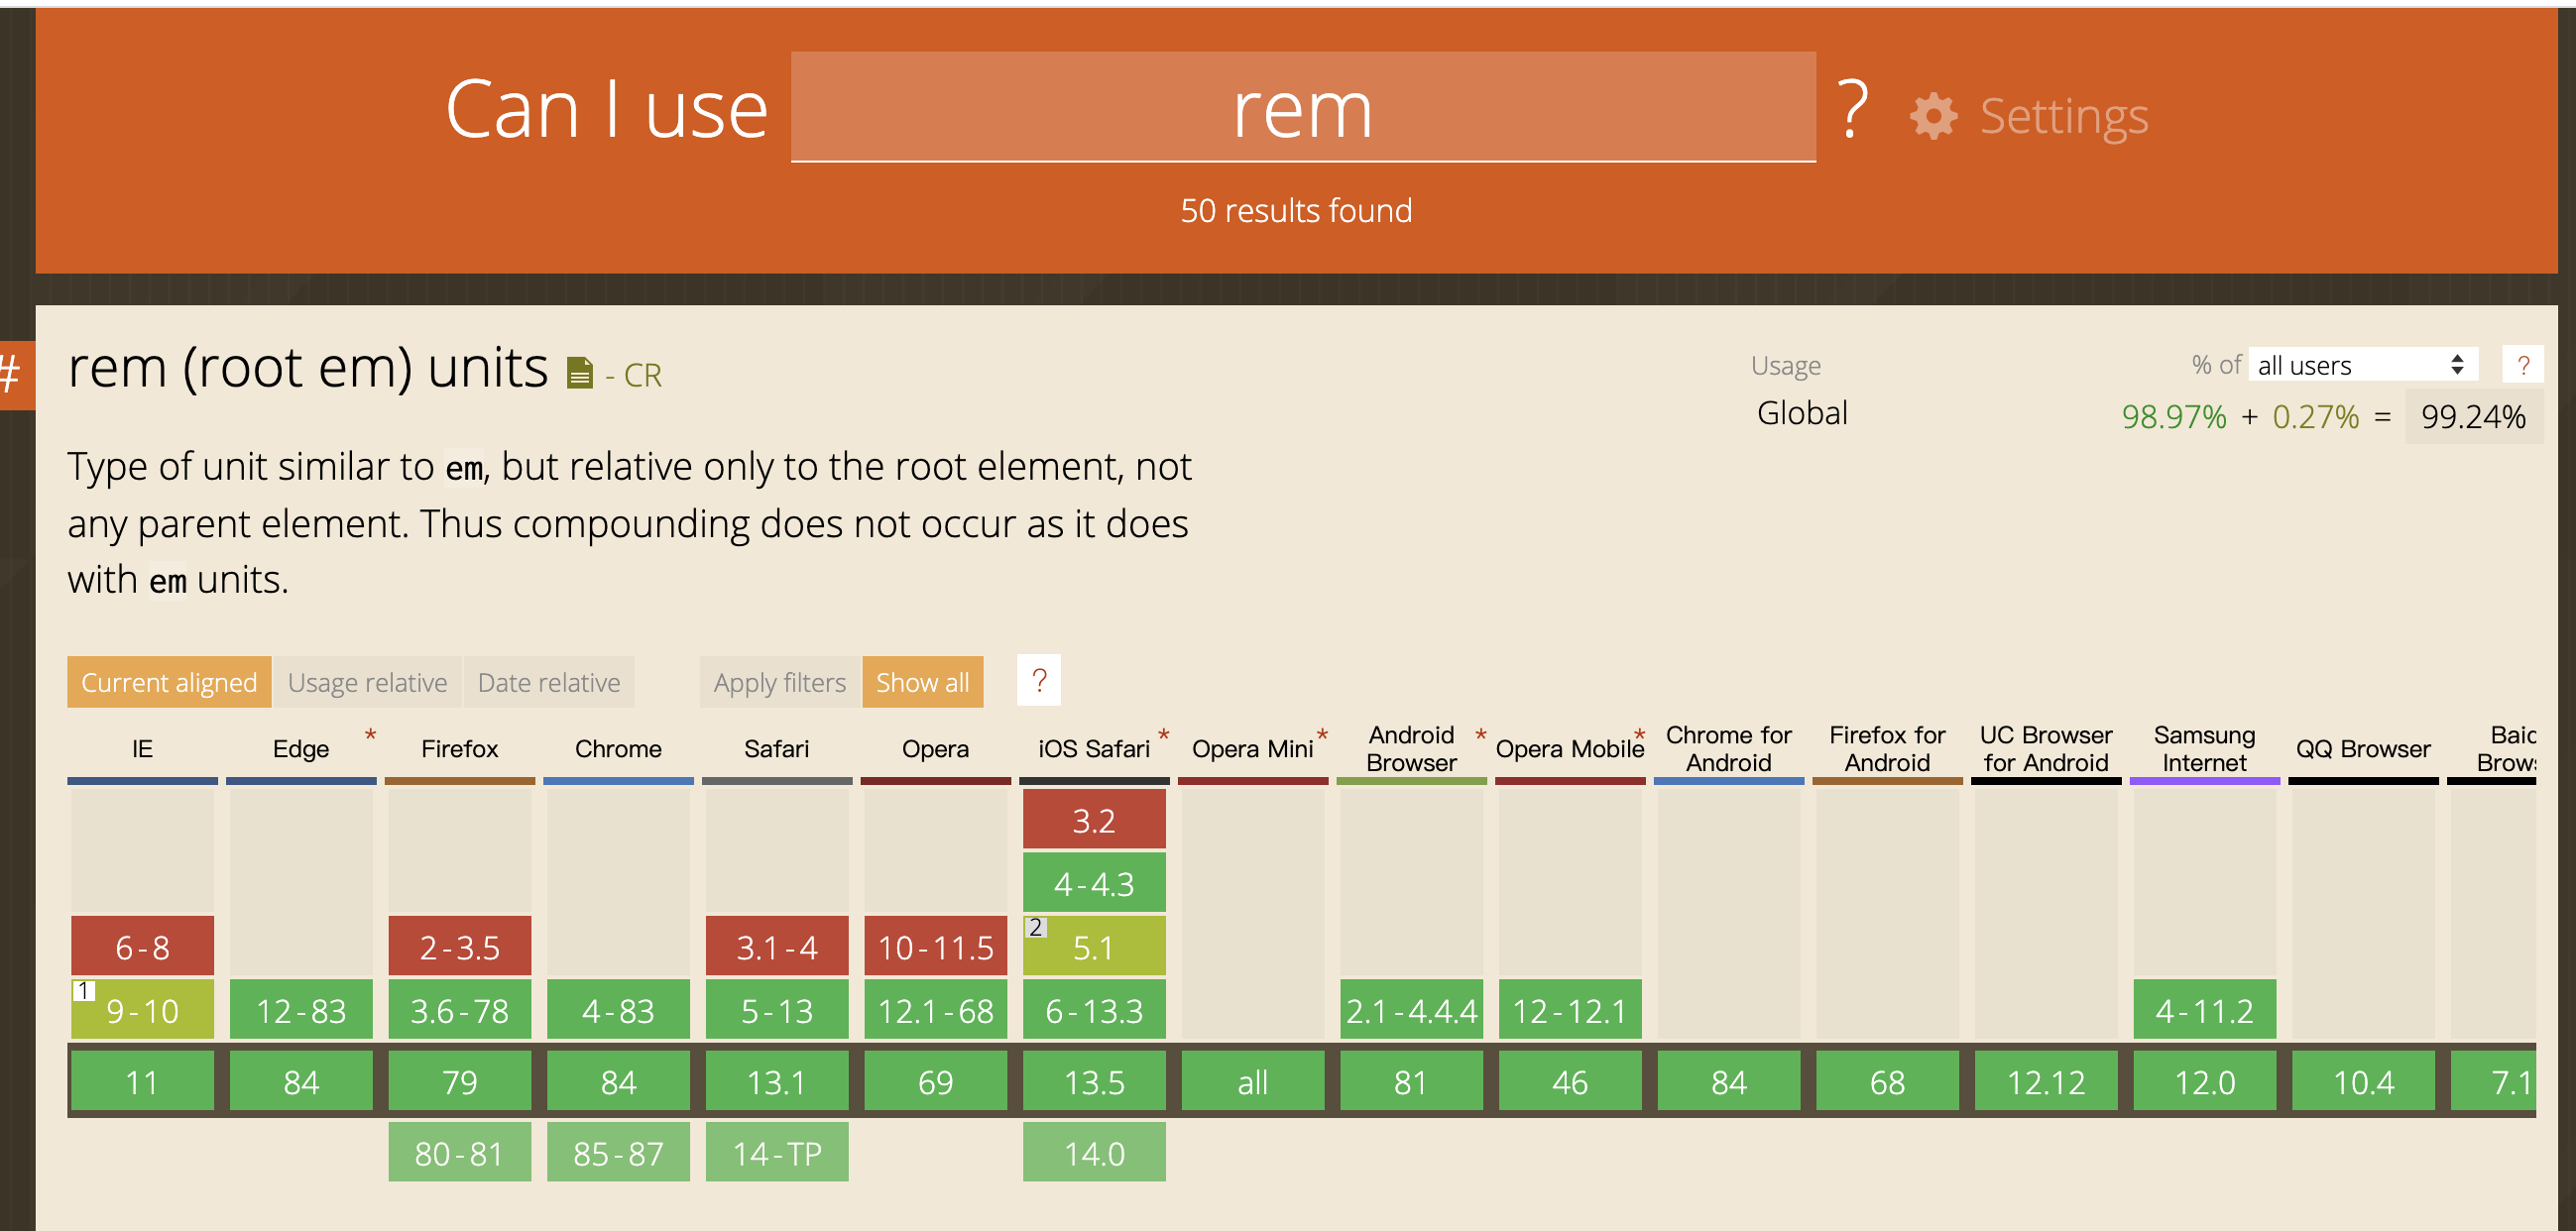 Can I use rem ? Settings
50 results found
#
rem (root em) units - CR
Usage % of all users ?
Global 98.97% + 0.27% = 99.24%
Type of unit similar to em, but relative only to the root element, not
any parent element. Thus compounding does not occur as it does
with em units.
Current aligned Usage relative Date relative Apply filters Show all ?
IE Edge * Firefox Chrome Safari Opera iOS Safari * Opera Mini * Android Browser * Opera Mobile * Chrome for Android Firefox for Android UC Browser for Android Samsung Internet QQ Browser
3.2
4-4.3
6-8 2-3.5 3.1-4 10-11.5 2 5.1
1 9-10 12-83 3.6-78 4-83 5-13 12.1-68 6-13.3 2.1-4.4.4 12-12.1 4-11.2
11 84 79 84 13.1 69 13.5 all 81 46 84 68 12.12 12.0 10.4 7.1
80-81 85-87 14-TP 14.0